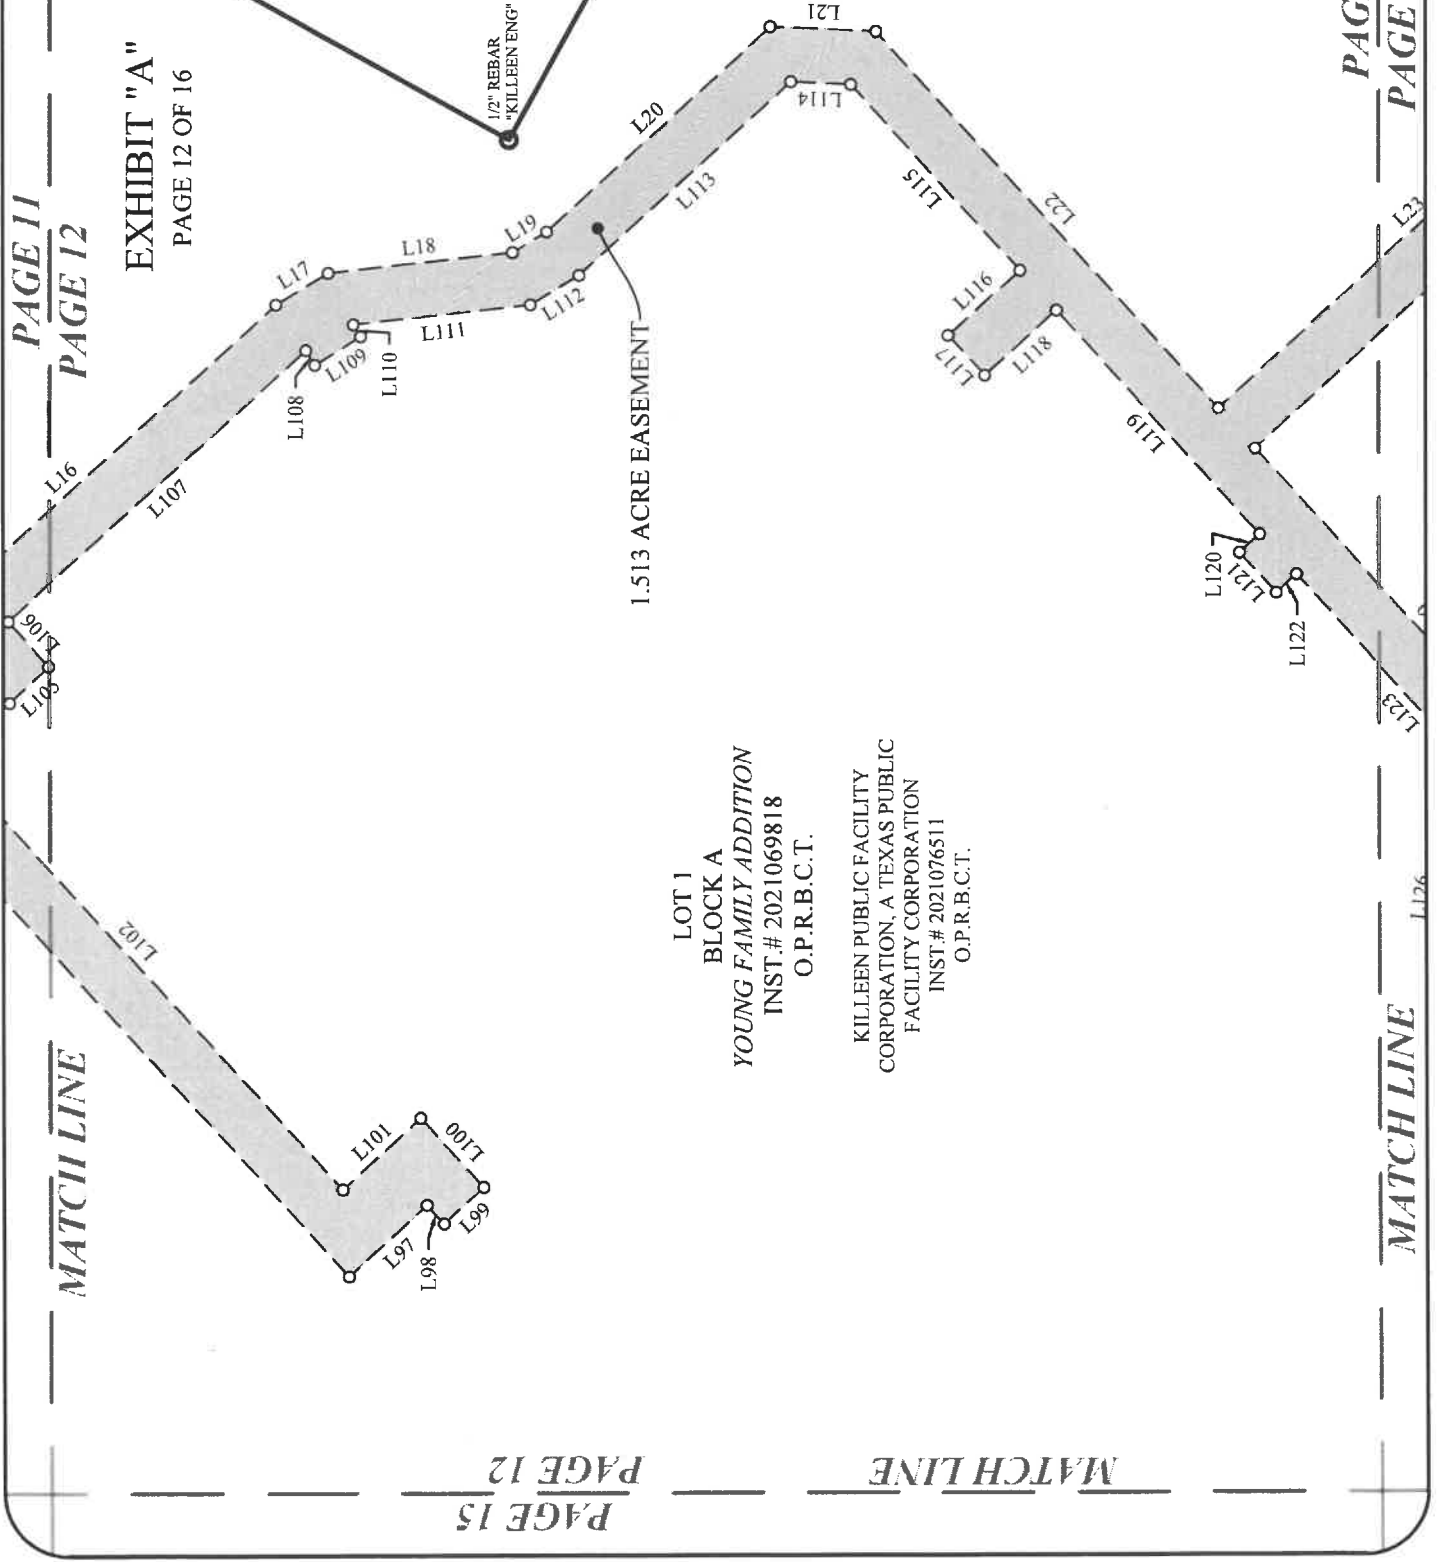 PAGE 11
PAGE 12
EXHIBIT "A"
PAGE 12 OF 16
1/2" REBAR
"KILLEEN ENG"
MATCH LINE
L16
L17
L18
L19
L20
L21
L22
L23
L97
L98
L99
L100
L101
L102
L105
L106
L107
L108
L109
L110
L111
L112
L113
L114
L115
L116
L117
L118
L119
L120
L121
L122
L123
L126
1.513 ACRE EASEMENT
LOT 1
BLOCK A
YOUNG FAMILY ADDITION
INST.# 2021069818
O.P.R.B.C.T.
KILLEEN PUBLIC FACILITY
CORPORATION, A TEXAS PUBLIC
FACILITY CORPORATION
INST.# 2021076511
O.P.R.B.C.T.
MATCH LINE
PAGE
PAGE 12
PAGE 15
MATCH LINE